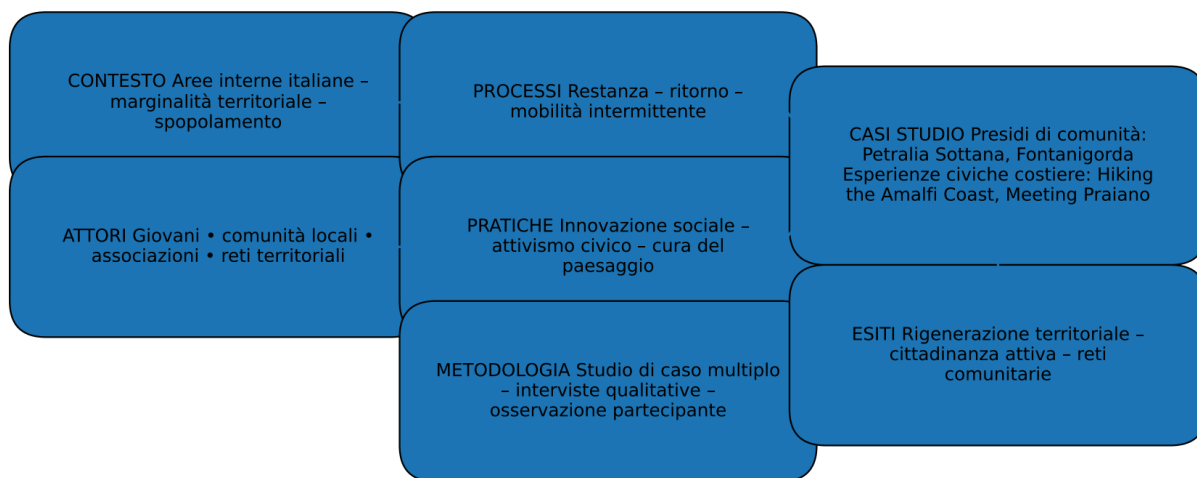 CONTESTO Aree interne italiane –
marginalità territoriale –
spopolamento
ATTORI Giovani • comunità locali •
associazioni • reti territoriali
PROCESSI Restanza – ritorno –
mobilità intermittente
PRATICHE Innovazione sociale –
attivismo civico – cura del
paesaggio
METODOLOGIA Studio di caso multiplo
– interviste qualitative –
osservazione partecipante
CASI STUDIO Presidi di comunità:
Petralia Sottana, Fontanigorda
Esperienze civiche costiere: Hiking
the Amalfi Coast, Meeting Praiano
ESITI Rigenerazione territoriale –
cittadinanza attiva – reti
comunitarie